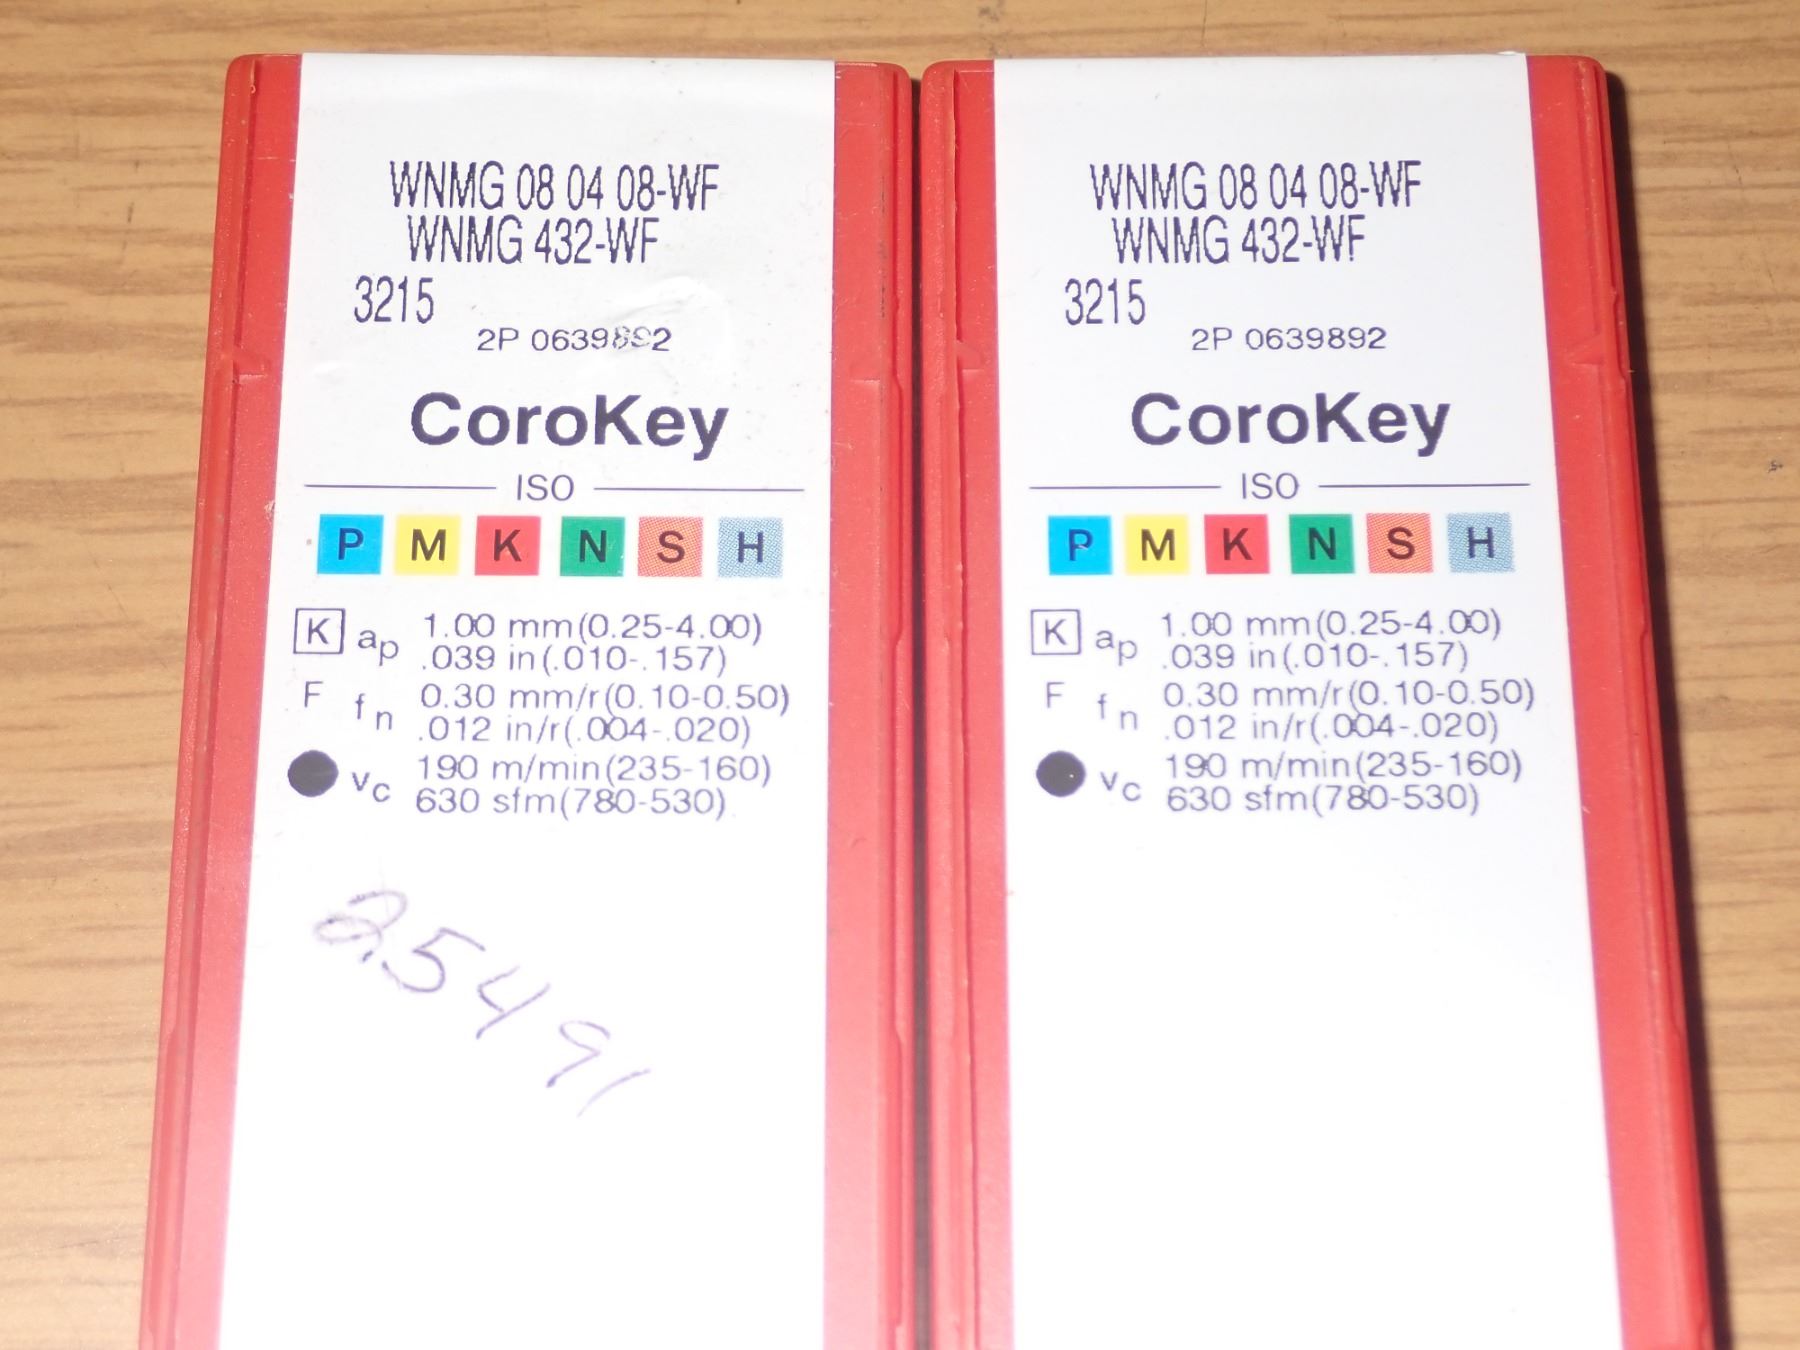 WNMG 08 04 08-WF
WNMG 432-WF
3215
2P 0639892
CoroKey
ISO
P M K N S H
K ap 1.00 mm(0.25-4.00)
.039 in(.010-.157)
F fn 0.30 mm/r(0.10-0.50)
.012 in/r(.004-.020)
vc 190 m/min(235-160)
630 sfm(780-530)
25491
WNMG 08 04 08-WF
WNMG 432-WF
3215
2P 0639892
CoroKey
ISO
P M K N S H
K ap 1.00 mm(0.25-4.00)
.039 in(.010-.157)
F fn 0.30 mm/r(0.10-0.50)
.012 in/r(.004-.020)
vc 190 m/min(235-160)
630 sfm(780-530)